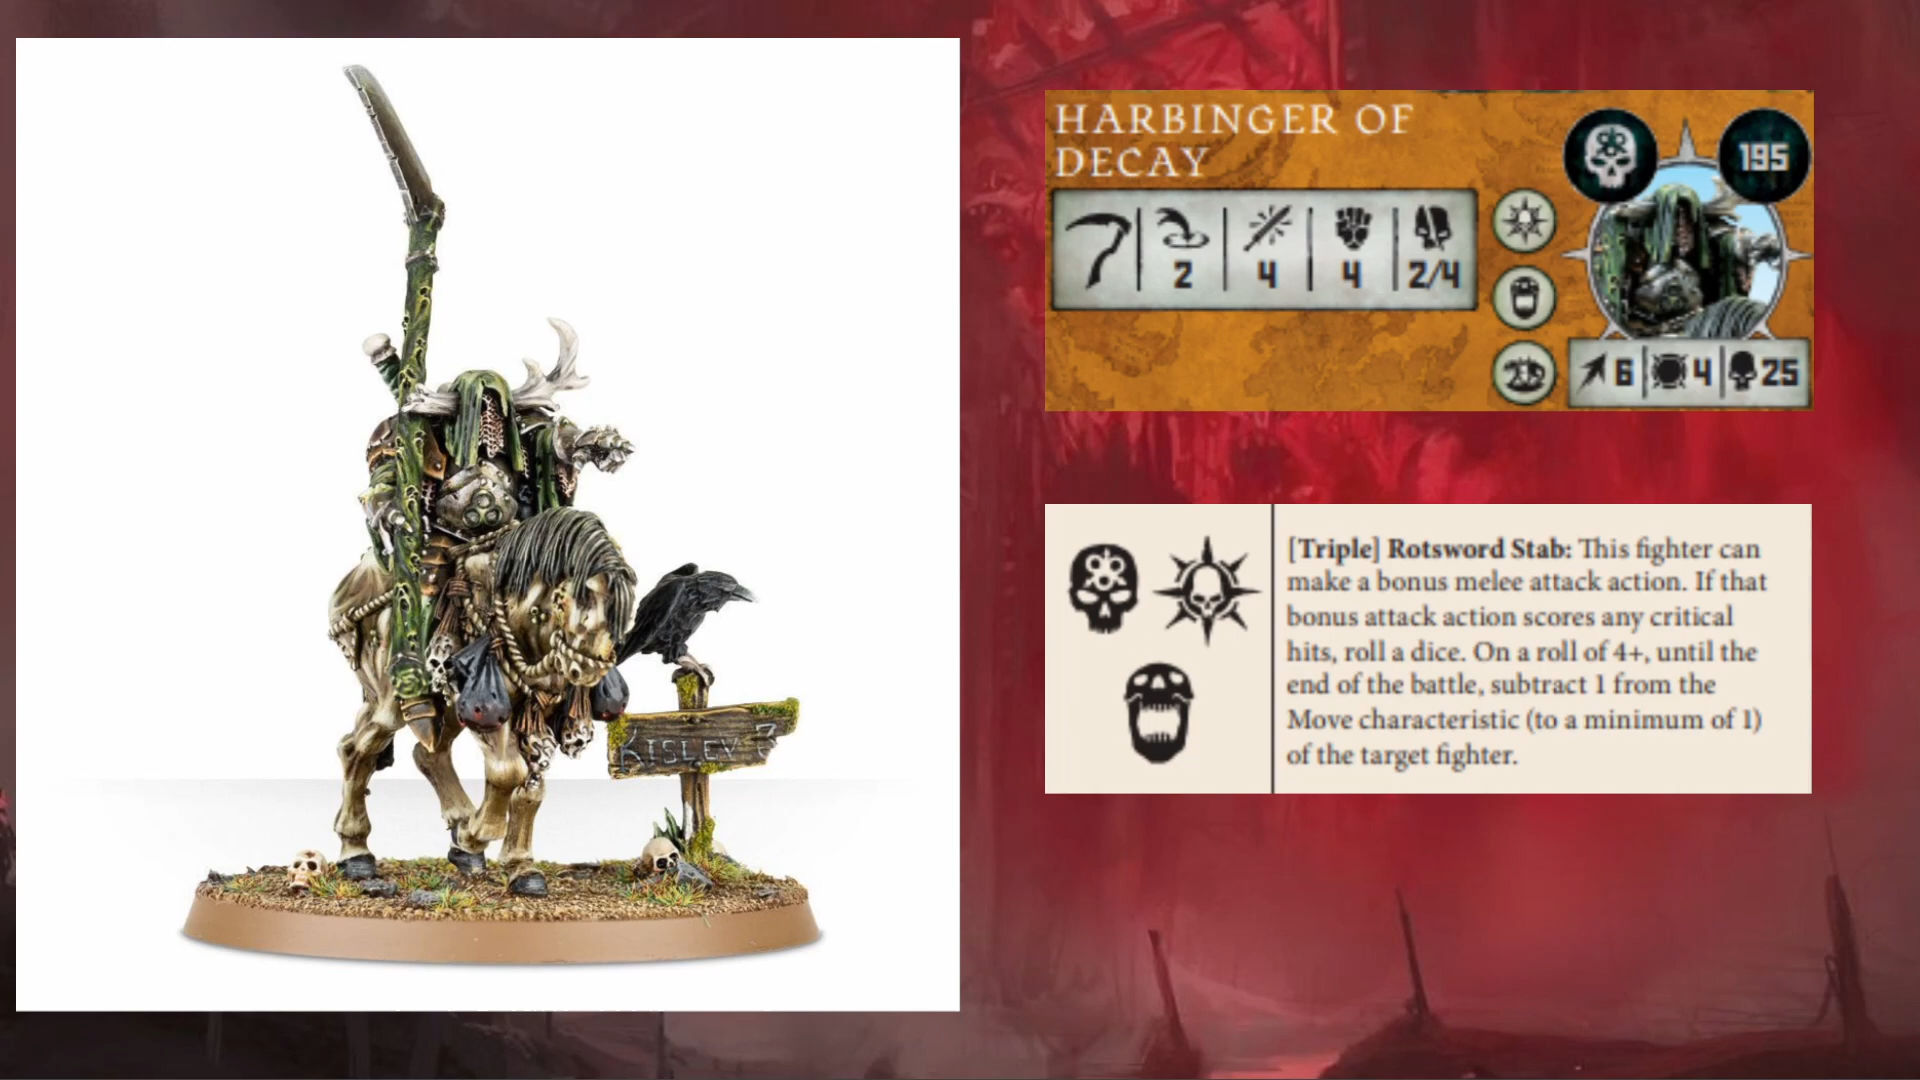 HARBINGER OF
DECAY
195
2
4
4
2/4
6
4
25
KISLEV
[Triple] Rotsword Stab: This fighter can
make a bonus melee attack action. If that
bonus attack action scores any critical
hits, roll a dice. On a roll of 4+, until the
end of the battle, subtract 1 from the
Move characteristic (to a minimum of 1)
of the target fighter.